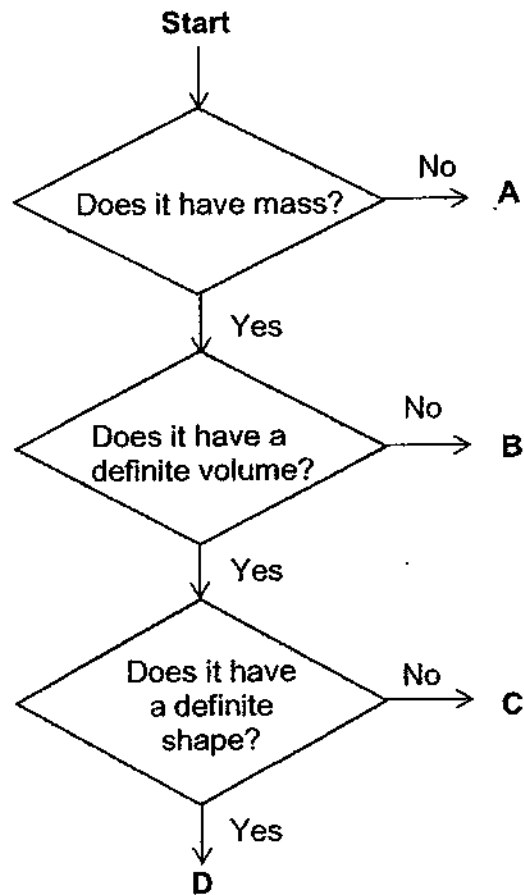 Start
No
Does it have mass?
A
Yes
No
Does it have a
definite volume?
B
Yes
Does it have
a definite
shape?
No
C
Yes
D